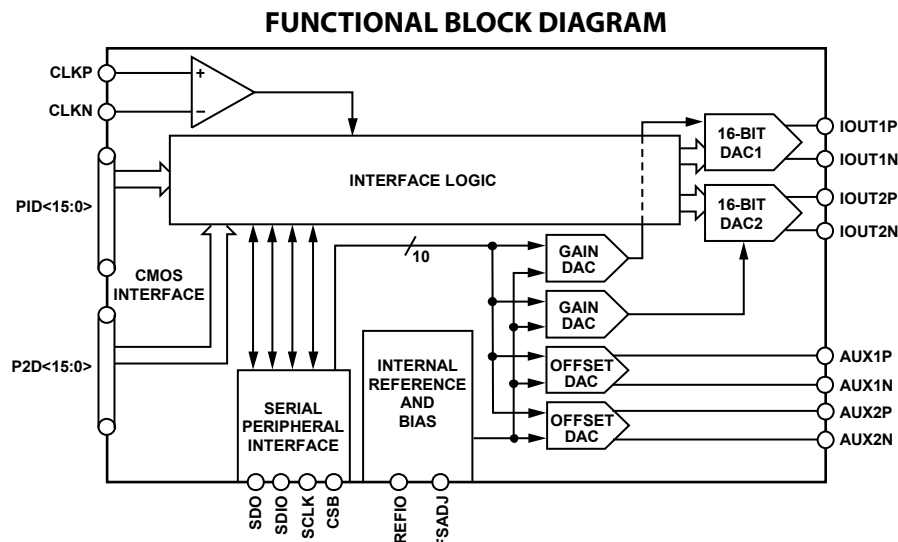 FUNCTIONAL BLOCK DIAGRAM
CLKP
CLKN
PID<15:0>
CMOS
INTERFACE
P2D<15:0>
INTERFACE LOGIC
16-BIT
DAC1
16-BIT
DAC2
IOUT1P
IOUT1N
IOUT2P
IOUT2N
10
GAIN
DAC
GAIN
DAC
OFFSET
DAC
OFFSET
DAC
AUX1P
AUX1N
AUX2P
AUX2N
SERIAL
PERIPHERAL
INTERFACE
INTERNAL
REFERENCE
AND
BIAS
SDO
SDIO
SCLK
CSB
REFIO
FSADJ